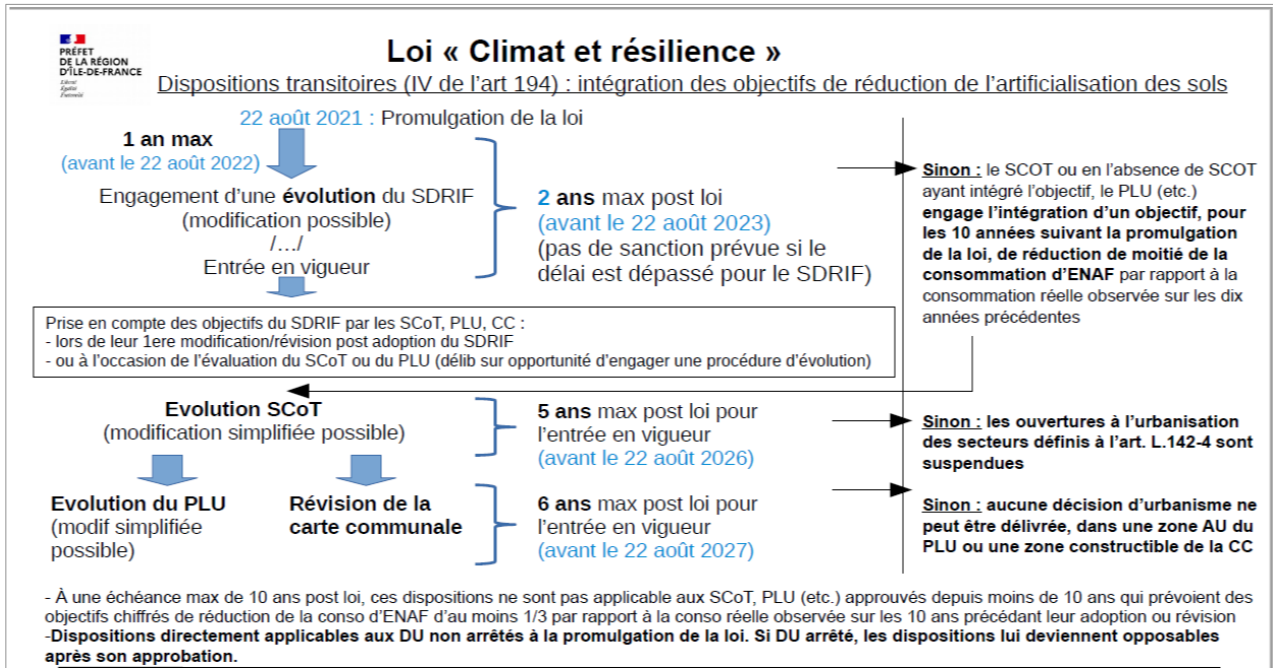 PRÉFET
DE LA RÉGION
D'ÎLE-DE-FRANCE
Liberté
Égalité
Fraternité
Loi « Climat et résilience »
Dispositions transitoires (IV de l'art 194) : intégration des objectifs de réduction de l'artificialisation des sols
22 août 2021 : Promulgation de la loi
1 an max
(avant le 22 août 2022)
Engagement d'une évolution du SDRIF
(modification possible)
/.../
Entrée en vigueur
2 ans max post loi
(avant le 22 août 2023)
(pas de sanction prévue si le
délai est dépassé pour le SDRIF)
Sinon : le SCOT ou en l'absence de SCOT
ayant intégré l'objectif, le PLU (etc.)
engage l'intégration d'un objectif, pour
les 10 années suivant la promulgation
de la loi, de réduction de moitié de la
consommation d'ENAF par rapport à la
consommation réelle observée sur les dix
années précédentes
Prise en compte des objectifs du SDRIF par les SCoT, PLU, CC :
- lors de leur 1ere modification/révision post adoption du SDRIF
- ou à l'occasion de l'évaluation du SCoT ou du PLU (délib sur opportunité d'engager une procédure d'évolution)
Evolution SCoT
(modification simplifiée possible)
5 ans max post loi pour
l'entrée en vigueur
(avant le 22 août 2026)
Sinon : les ouvertures à l'urbanisation
des secteurs définis à l'art. L.142-4 sont
suspendues
Evolution du PLU
(modif simplifiée
possible)
Révision de la
carte communale
6 ans max post loi pour
l'entrée en vigueur
(avant le 22 août 2027)
Sinon : aucune décision d'urbanisme ne
peut être délivrée, dans une zone AU du
PLU ou une zone constructible de la CC
- À une échéance max de 10 ans post loi, ces dispositions ne sont pas applicable aux SCoT, PLU (etc.) approuvés depuis moins de 10 ans qui prévoient des
objectifs chiffrés de réduction de la conso d'ENAF d'au moins 1/3 par rapport à la conso réelle observée sur les 10 ans précédant leur adoption ou révision
-Dispositions directement applicables aux DU non arrêtés à la promulgation de la loi. Si DU arrêté, les dispositions lui deviennent opposables
après son approbation.